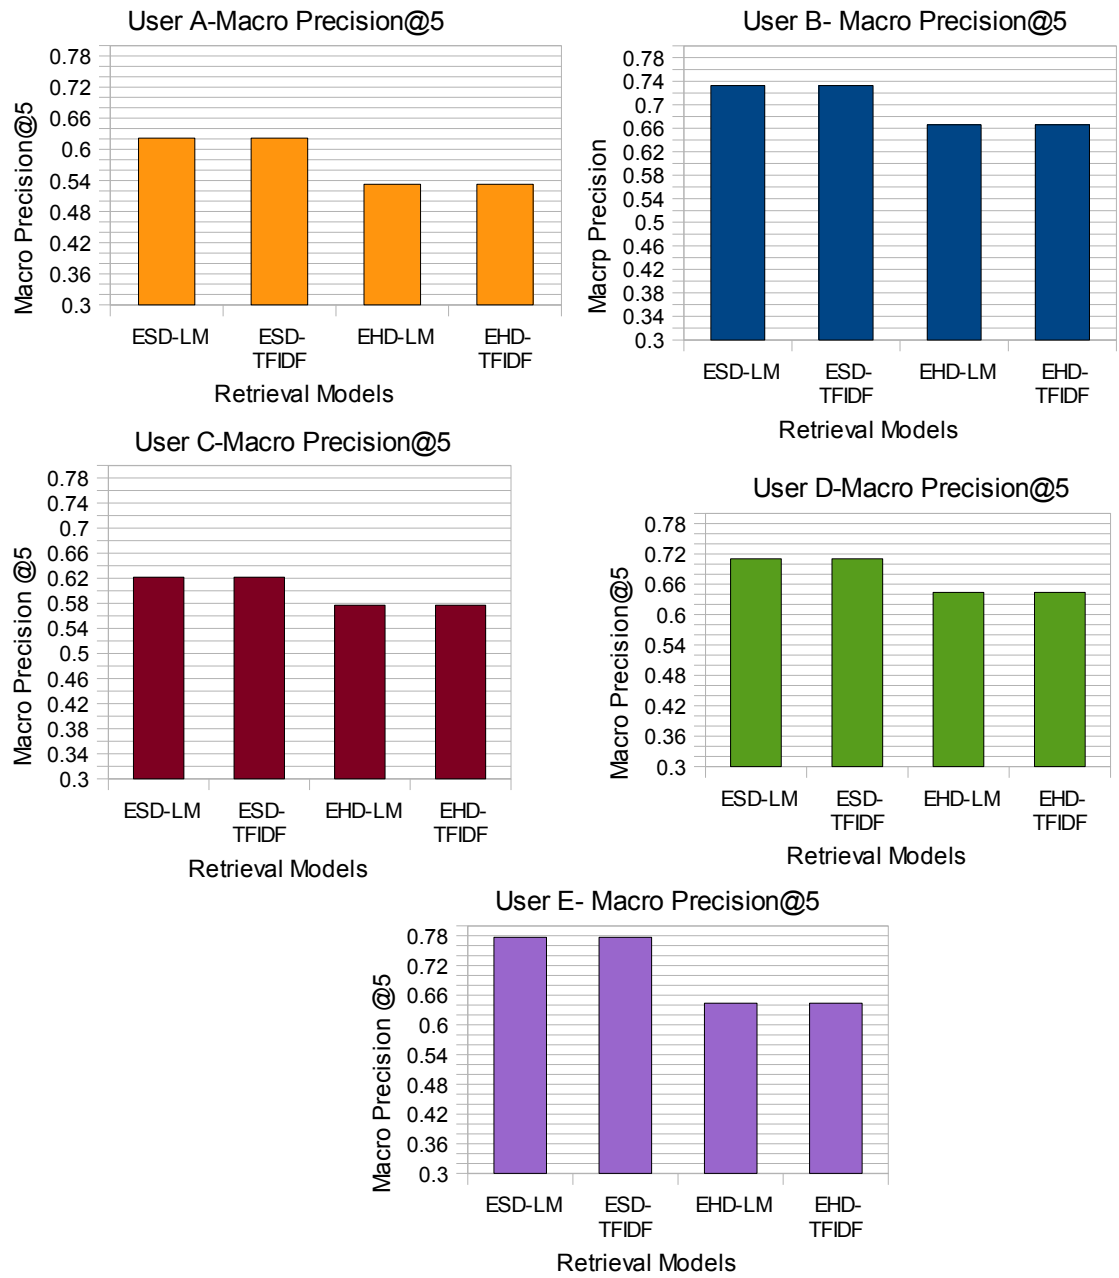 User A-Macro Precision@5
0.78
0.72
0.66
0.6
0.54
0.48
0.42
0.36
0.3
Macro Precision@5
ESD-LM
ESD-
TFIDF
EHD-LM
EHD-
TFIDF
Retrieval Models
User B- Macro Precision@5
0.78
0.74
0.7
0.66
0.62
0.58
0.54
0.5
0.46
0.42
0.38
0.34
0.3
Macrp Precision
ESD-LM
ESD-
TFIDF
EHD-LM
EHD-
TFIDF
Retrieval Models
User C-Macro Precision@5
0.78
0.74
0.7
0.66
0.62
0.58
0.54
0.5
0.46
0.42
0.38
0.34
0.3
Macro Precision @5
ESD-LM
ESD-
TFIDF
EHD-LM
EHD-
TFIDF
Retrieval Models
User D-Macro Precision@5
0.78
0.72
0.66
0.6
0.54
0.48
0.42
0.36
0.3
Macro Precision@5
ESD-LM
ESD-
TFIDF
EHD-LM
EHD-
TFIDF
Retrieval Models
User E- Macro Precision@5
0.78
0.72
0.66
0.6
0.54
0.48
0.42
0.36
0.3
Macro Precision @5
ESD-LM
ESD-
TFIDF
EHD-LM
EHD-
TFIDF
Retrieval Models